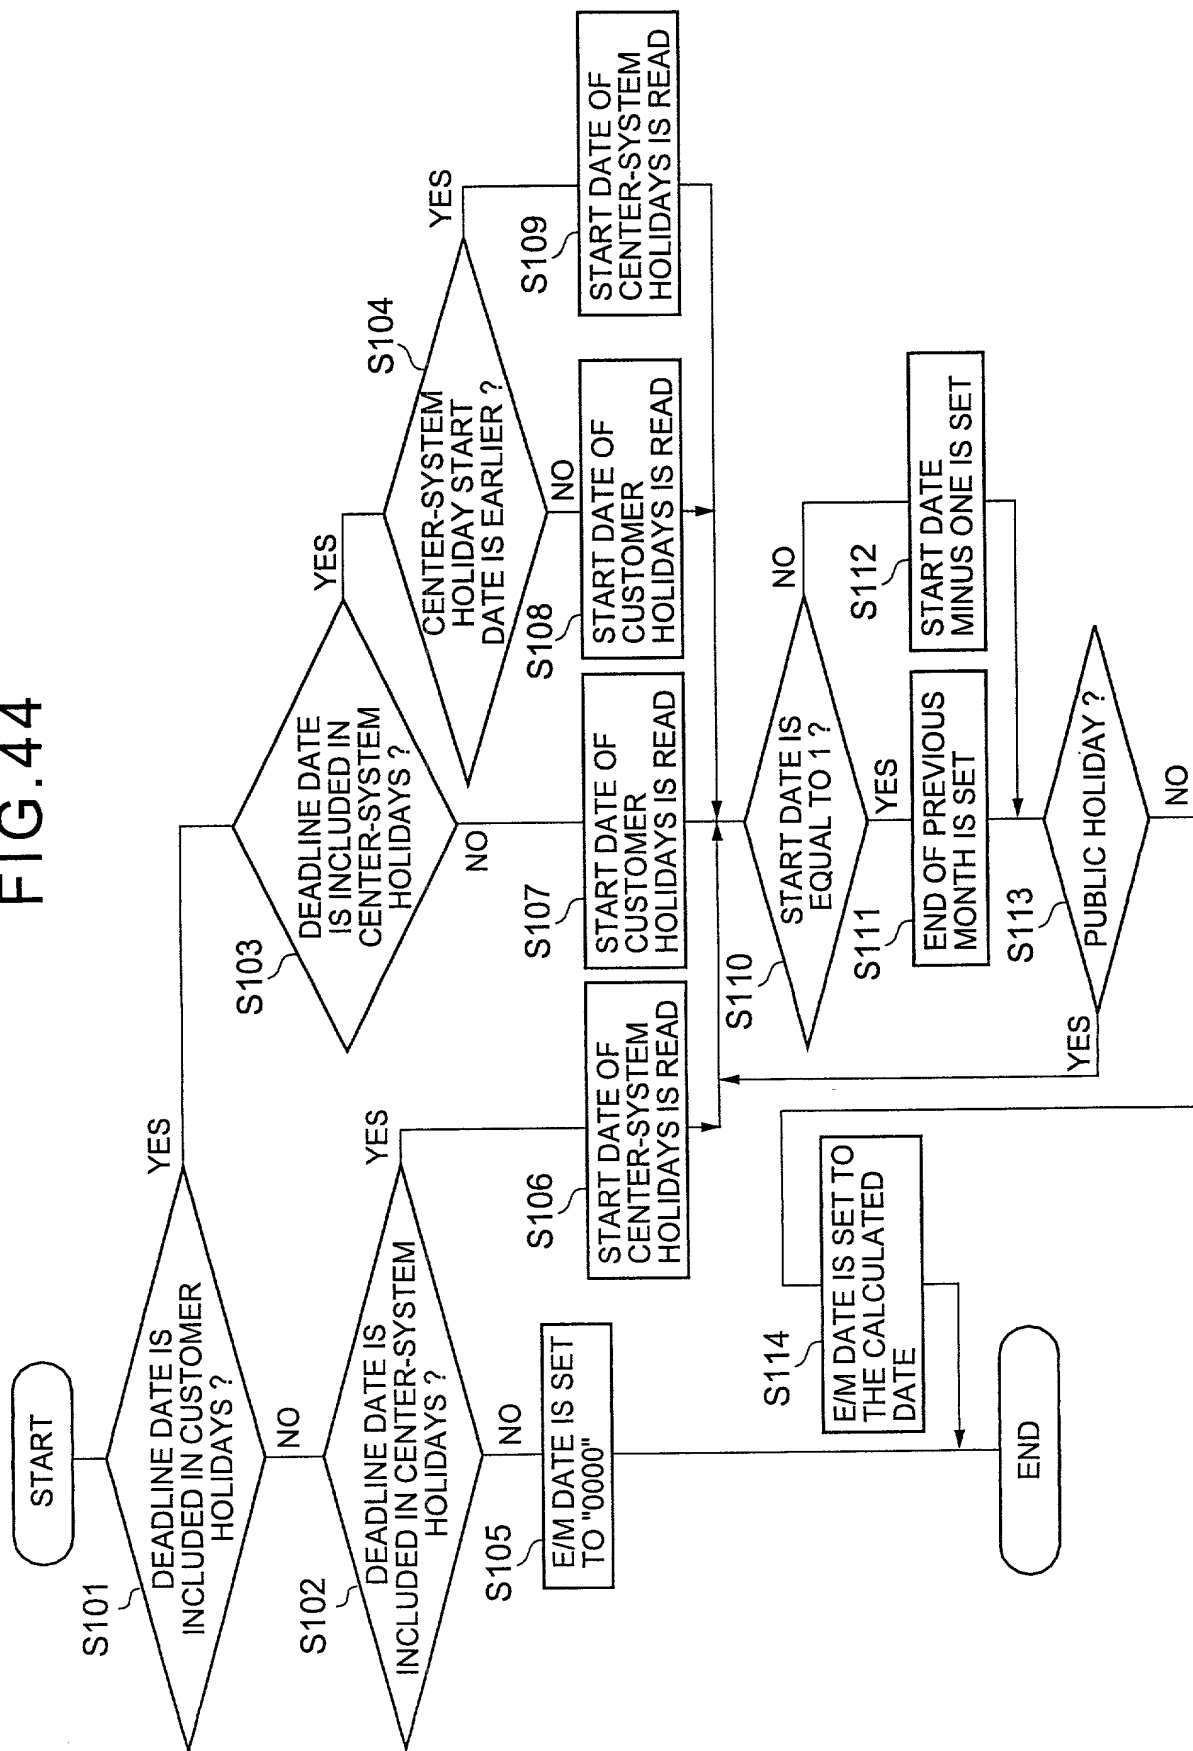 FIG.44
START
S101
DEADLINE DATE IS
INCLUDED IN CUSTOMER
HOLIDAYS ?
YES
NO
S102
DEADLINE DATE IS
INCLUDED IN CENTER-SYSTEM
HOLIDAYS ?
YES
NO
S103
DEADLINE DATE
IS INCLUDED IN
CENTER-SYSTEM
HOLIDAYS ?
YES
NO
S104
CENTER-SYSTEM
HOLIDAY START
DATE IS EARLIER ?
YES
NO
S105
E/M DATE IS SET
TO "0000"
S106
START DATE OF
CENTER-SYSTEM
HOLIDAYS IS READ
S107
START DATE OF
CUSTOMER
HOLIDAYS IS READ
S108
START DATE OF
CUSTOMER
HOLIDAYS IS READ
S109
START DATE OF
CENTER-SYSTEM
HOLIDAYS IS READ
S110
START DATE IS
EQUAL TO 1 ?
NO
YES
S111
END OF PREVIOUS
MONTH IS SET
S112
START DATE
MINUS ONE IS SET
S113
PUBLIC HOLIDAY ?
YES
NO
S114
E/M DATE IS SET TO
THE CALCULATED
DATE
END